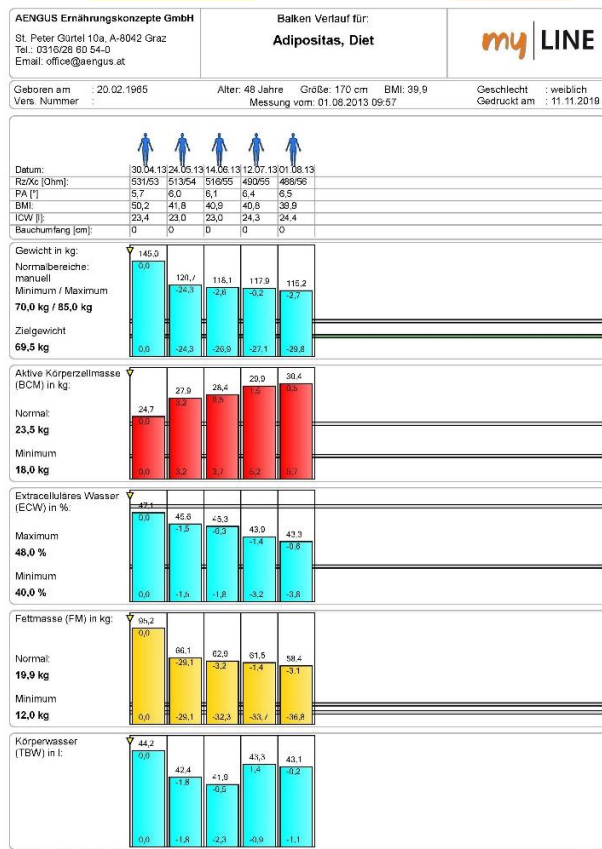 AENGUS Ernährungskonzepte GmbH
St. Peter Gürtel 10a, A-8042 Graz
Tel.: 0316/28 60 54-0
Email: office@aengus.at
Balken Verlauf für:
Adipositas, Diet
my LINE
Geboren am : 20.02.1965
Vers. Nummer :
Alter: 48 Jahre Größe: 170 cm BMI: 39,9
Messung vom: 01.08.2013 09:57
Geschlecht : weiblich
Gedruckt am : 11.11.2019
Datum: 30.04.13 24.05.13 14.06.13 12.07.13 01.08.13
Rz/Xc [Ohm]: 531/53 513/54 516/55 490/55 488/56
PA [°] 5,7 6,0 6,1 6,4 6,5
BMI: 50,2 41,8 40,9 40,8 39,9
ICW [l]: 23,4 23,0 23,0 24,3 24,4
Bauchumfang [cm]: 0 0 0 0 0
Gewicht in kg:
Normalbereiche:
manuell
Minimum / Maximum
70,0 kg / 85,0 kg
Zielgewicht
69,5 kg
145,0 120,7 118,1 117,9 115,2
0,0 -24,3 -2,6 -0,2 -2,7
0,0 -24,3 -26,9 -27,1 -29,8
Aktive Körperzellmasse
(BCM) in kg:
Normal:
23,5 kg
Minimum
18,0 kg
24,7 27,9 28,4 29,9 30,4
0,0 3,2 0,5 1,5 0,5
0,0 3,2 3,7 5,2 5,7
Extracelluläres Wasser
(ECW) in %:
Maximum
48,0 %
Minimum
40,0 %
47,1 45,6 45,3 43,9 43,3
0,0 -1,5 -0,3 -1,4 -0,6
0,0 -1,5 -1,8 -3,2 -3,8
Fettmasse (FM) in kg:
Normal:
19,9 kg
Minimum
12,0 kg
95,2 66,1 62,9 61,5 58,4
0,0 -29,1 -3,2 -1,4 -3,1
0,0 -29,1 -32,3 -33,7 -36,8
Körperwasser
(TBW) in l:
44,2 42,4 41,9 43,3 43,1
0,0 -1,8 -0,5 1,4 -0,2
0,0 -1,8 -2,3 -0,9 -1,1